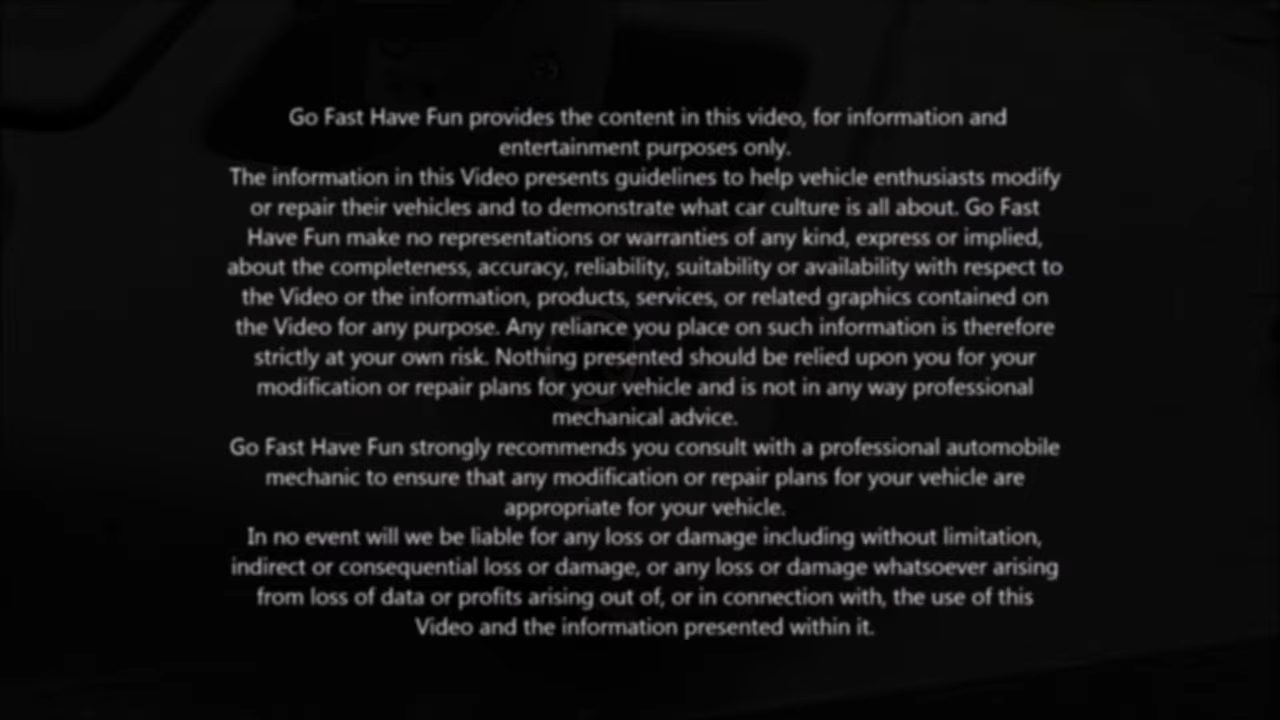 Go Fast Have Fun provides the content in this video, for information and
entertainment purposes only.
The information in this Video presents guidelines to help vehicle enthusiasts modify
or repair their vehicles and to demonstrate what car culture is all about. Go Fast
Have Fun make no representations or warranties of any kind, express or implied,
about the completeness, accuracy, reliability, suitability or availability with respect to
the Video or the information, products, services, or related graphics contained on
the Video for any purpose. Any reliance you place on such information is therefore
strictly at your own risk. Nothing presented should be relied upon you for your
modification or repair plans for your vehicle and is not in any way professional
mechanical advice.
Go Fast Have Fun strongly recommends you consult with a professional automobile
mechanic to ensure that any modification or repair plans for your vehicle are
appropriate for your vehicle.
In no event will we be liable for any loss or damage including without limitation,
indirect or consequential loss or damage, or any loss or damage whatsoever arising
from loss of data or profits arising out of, or in connection with, the use of this
Video and the information presented within it.